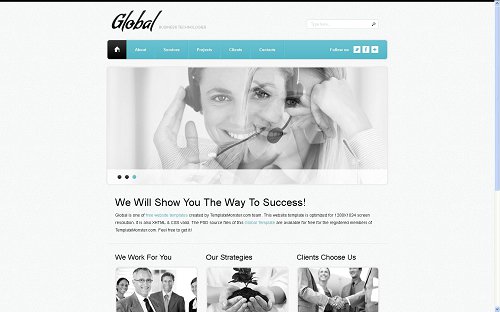 Global BUSINESS TECHNOLOGIES
Type here...
About Services Projects Clients Contacts Follow us:
We Will Show You The Way To Success!
Global is one of free website templates created by TemplateMonster.com team. This website template is optimized for 1280X1024 screen
resolution. It is also XHTML & CSS valid. The PSD source files of this Global Template are available for free for the registered members of
TemplateMonster.com. Feel free to get it!
We Work For You Our Strategies Clients Choose Us